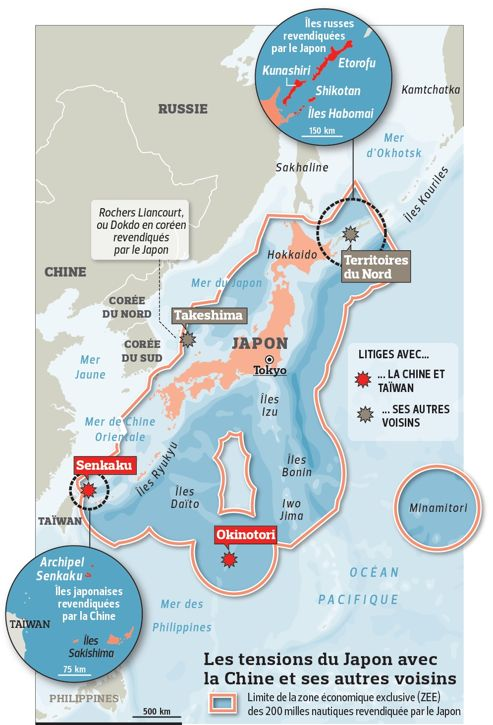 Îles russes
revendiquées
par le Japon
Etorofu
Kunashiri
Shikotan
Îles Habomai
150 km
Kamtchatka
RUSSIE
Mer
d'Okhotsk
Sakhaline
Îles Kouriles
Rochers Llancourt,
ou Dokdo en coréen
revendiqués
par le Japon
Hokkaido
Territoires
du Nord
CHINE
Mer du Japon
CORÉE
DU NORD
Takeshima
CORÉE
DU SUD
JAPON
Tokyo
LITIGES AVEC...
... LA CHINE ET
TAÏWAN
... SES AUTRES
VOISINS
Mer
Jaune
Îles
Izu
Mer de Chine
Orientale
Senkaku
Îles Ryukyu
Îles
Bonin
Îles
Daïto
Iwo
Jima
Minamitori
TAÏWAN
Okinotori
Archipel
Senkaku
Îles japonaises
revendiquées
par la Chine
TAÏWAN
Îles
Sakishima
75 km
OCÉAN
PACIFIQUE
Mer des
Philippines
PHILIPPINES
500 km
Les tensions du Japon avec
la Chine et ses autres voisins
Limite de la zone économique exclusive (ZEE)
des 200 milles nautiques revendiquée par le Japon